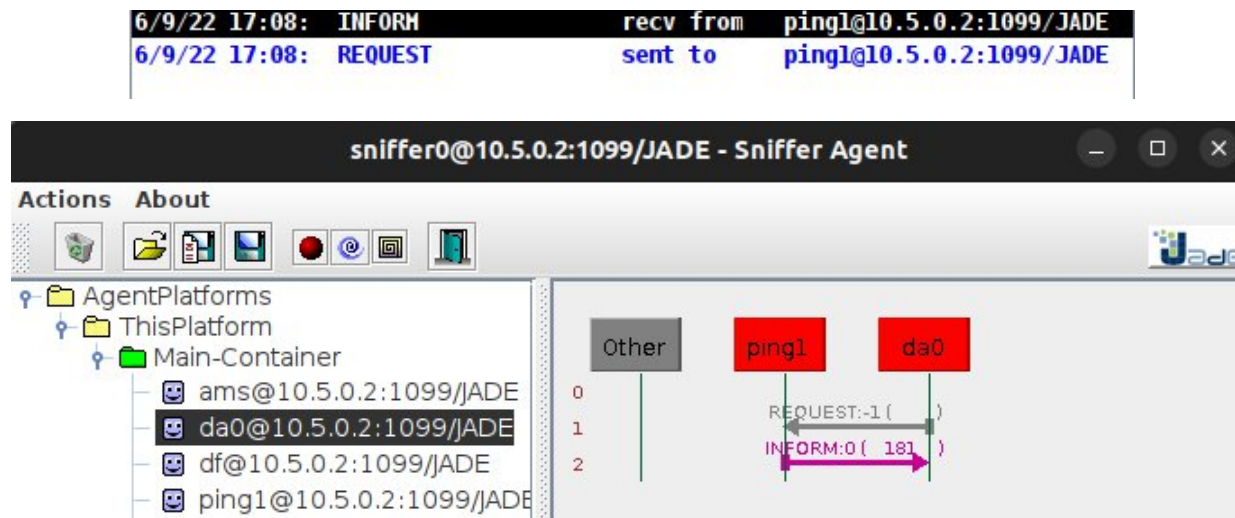 6/9/22 17:08: INFORM recv from ping1@10.5.0.2:1099/JADE
6/9/22 17:08: REQUEST sent to ping1@10.5.0.2:1099/JADE
sniffer0@10.5.0.2:1099/JADE - Sniffer Agent
Actions About
Jade
AgentPlatforms
ThisPlatform
Main-Container
ams@10.5.0.2:1099/JADE
da0@10.5.0.2:1099/JADE
df@10.5.0.2:1099/JADE
ping1@10.5.0.2:1099/JADE
Other ping1 da0
0
REQUEST:-1 ( )
1
INFORM:0 ( 181 )
2